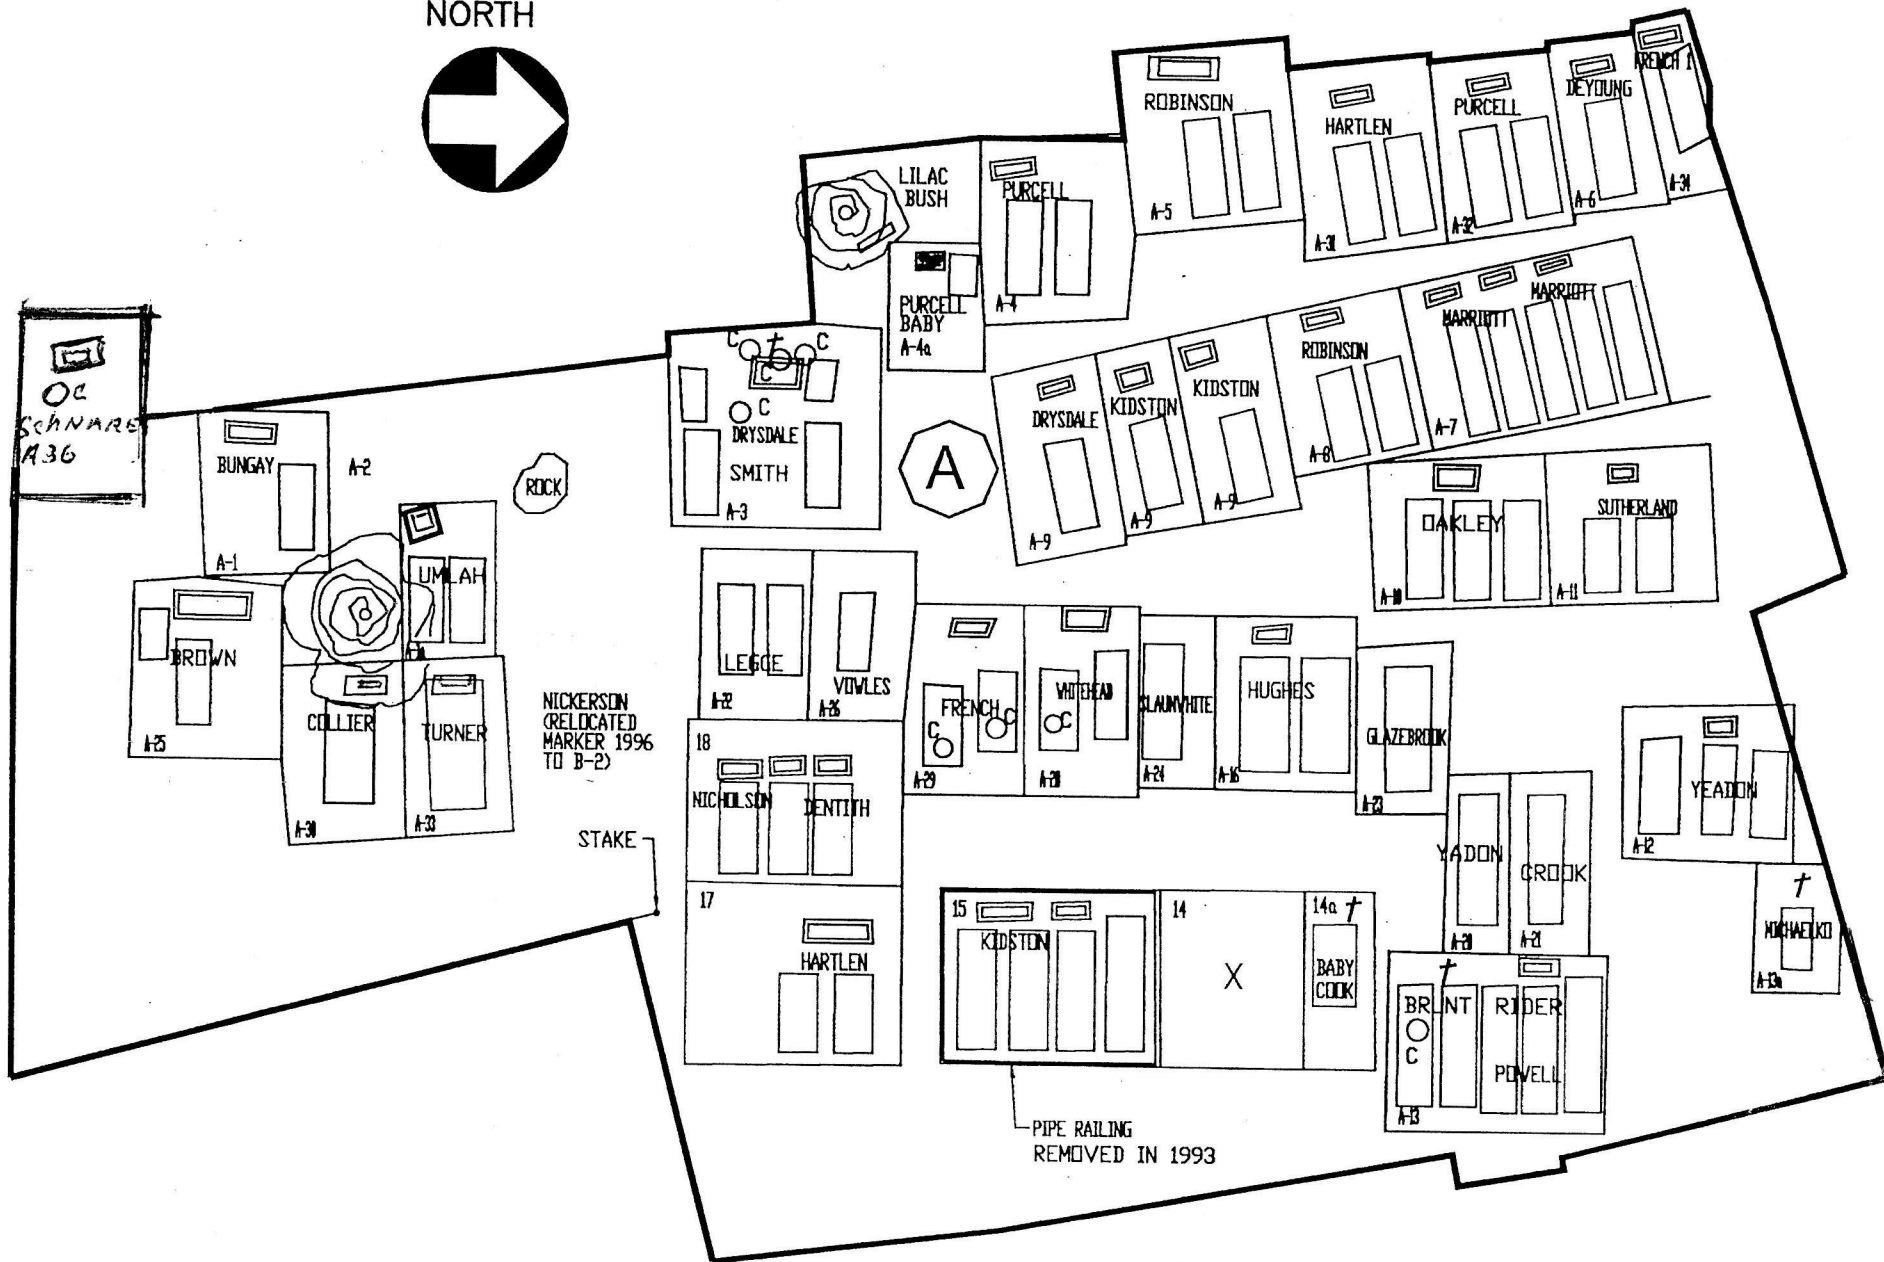 NORTH
ROBINSON
A-5
HARTLEN
A-31
PURCELL
A-32
DEYOUNG
A-6
FRENCH 1
A-34
LILAC
BUSH
PURCELL
A-4
PURCELL
BABY
A-4a
C
C
C
C
DRYSDALE
SMITH
A-3
A
DRYSDALE
A-9
KIDSTON
A-9
KIDSTON
A-9
ROBINSON
A-8
MARRIOTT
MARRIOTT
A-7
C
SCHNARE
A36
BUNGAY
A-1
A-2
ROCK
UMLAH
BROWN
A-25
COLLIER
A-30
TURNER
A-33
NICKERSON
(RELOCATED
MARKER 1996
TO B-2)
STAKE
LEGGE
A-22
VOWLES
A-26
FRENCH
C
C
A-29
WHITEHEAD
C
A-28
SLAUNWHITE
A-24
HUGHES
A-16
GLAZEBROOK
A-23
OAKLEY
A-10
SUTHERLAND
A-11
YEADON
A-12
MICHAELKO
A-13a
YADON
A-20
CROOK
A-21
18
NICHOLSON
DENTITH
17
HARTLEN
15
KIDSTON
14
X
14a
BABY
COOK
BRUNT
RIDER
C
POWELL
A-13
PIPE RAILING
REMOVED IN 1993